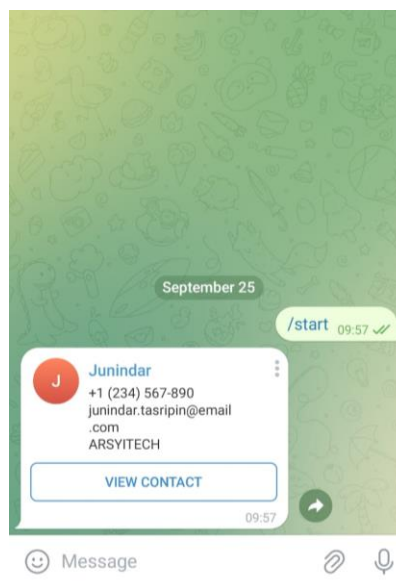 September 25
/start 09:57
J
Junindar
+1 (234) 567-890
junindar.tasripin@email
.com
ARSYITECH
VIEW CONTACT
09:57
Message